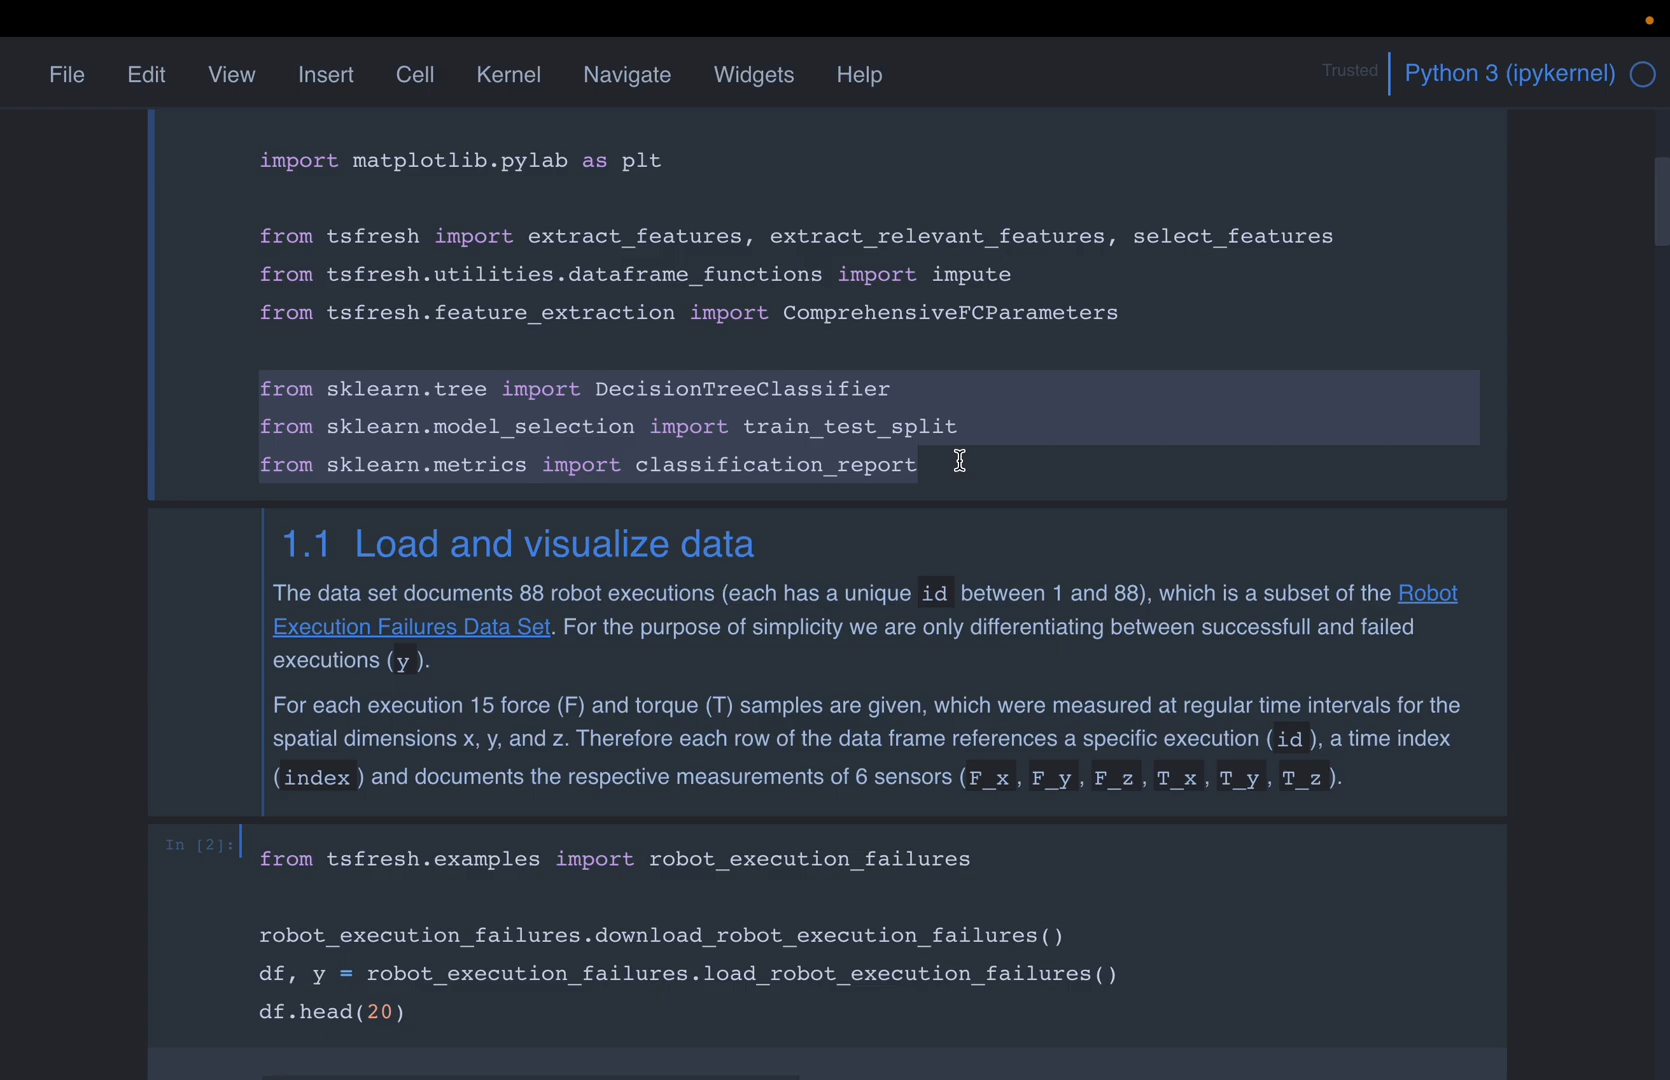 File Edit View Insert Cell Kernel Navigate Widgets Help Trusted Python 3 (ipykernel)
import matplotlib.pylab as plt
from tsfresh import extract_features, extract_relevant_features, select_features
from tsfresh.utilities.dataframe_functions import impute
from tsfresh.feature_extraction import ComprehensiveFCParameters
from sklearn.tree import DecisionTreeClassifier
from sklearn.model_selection import train_test_split
from sklearn.metrics import classification_report
1.1 Load and visualize data
The data set documents 88 robot executions (each has a unique id between 1 and 88), which is a subset of the Robot
Execution Failures Data Set. For the purpose of simplicity we are only differentiating between successfull and failed
executions (y).
For each execution 15 force (F) and torque (T) samples are given, which were measured at regular time intervals for the
spatial dimensions x, y, and z. Therefore each row of the data frame references a specific execution (id), a time index
(index) and documents the respective measurements of 6 sensors (F_x, F_y, F_z, T_x, T_y, T_z).
In [2]:
from tsfresh.examples import robot_execution_failures
robot_execution_failures.download_robot_execution_failures()
df, y = robot_execution_failures.load_robot_execution_failures()
df.head(20)